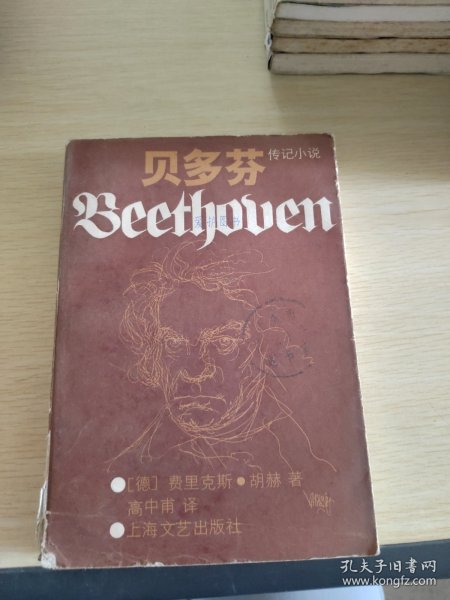 贝多芬
传记小说
Beethoven
[德] 费里克斯·胡赫 著
高中甫 译
上海文艺出版社
孔夫子旧书网
www.kongfz.com